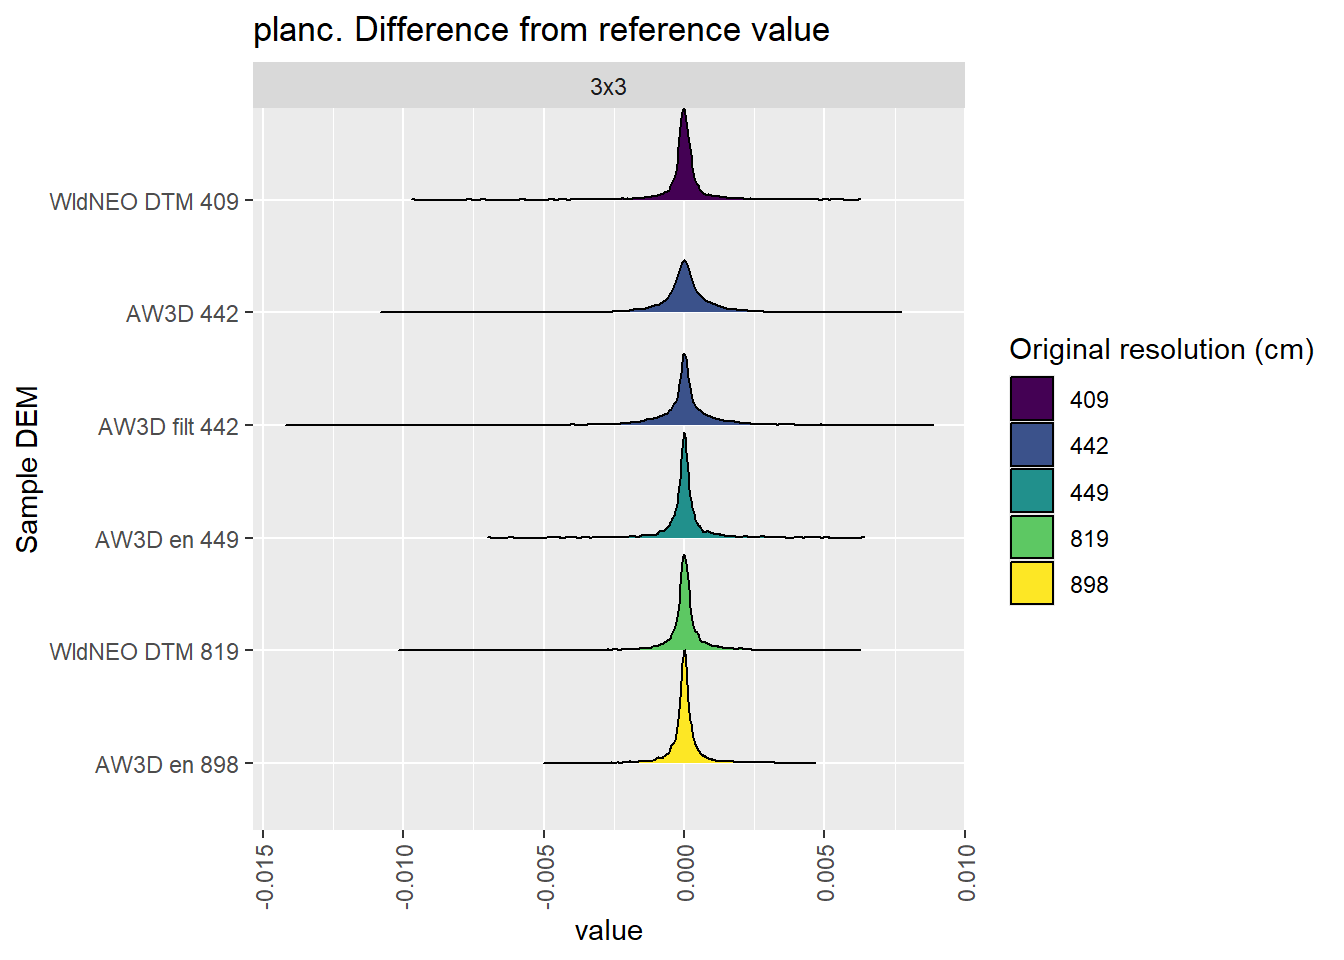 planc. Difference from reference value
3x3
WldNEO DTM 409
AW3D 442
AW3D filt 442
AW3D en 449
WldNEO DTM 819
AW3D en 898
Sample DEM
-0.015
-0.010
-0.005
0.000
0.005
0.010
value
Original resolution (cm)
409
442
449
819
898